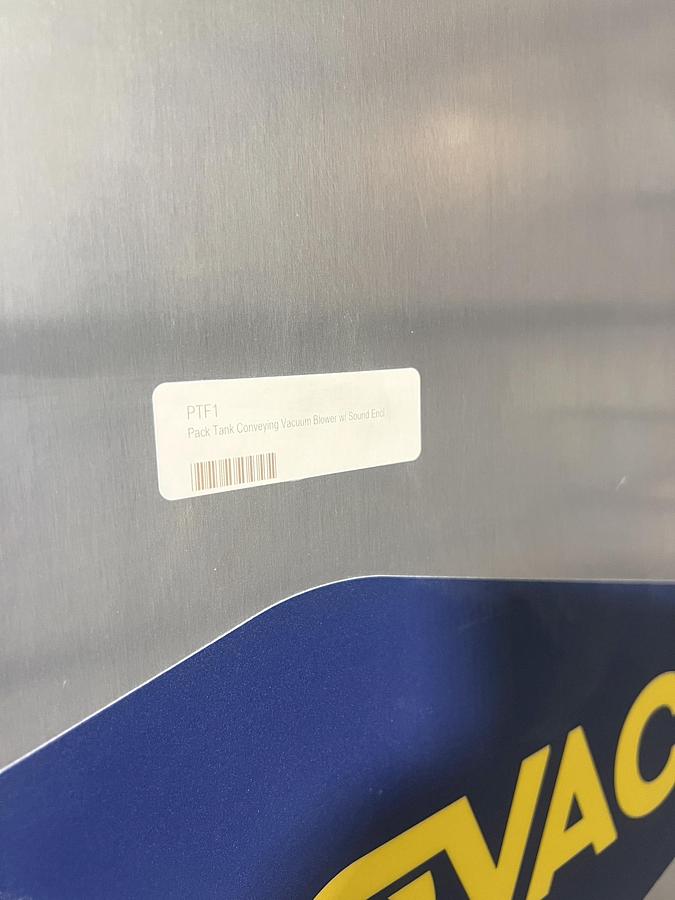 PTF1
Pack Tank Conveying Vacuum Blower w/ Sound Encl
VAC